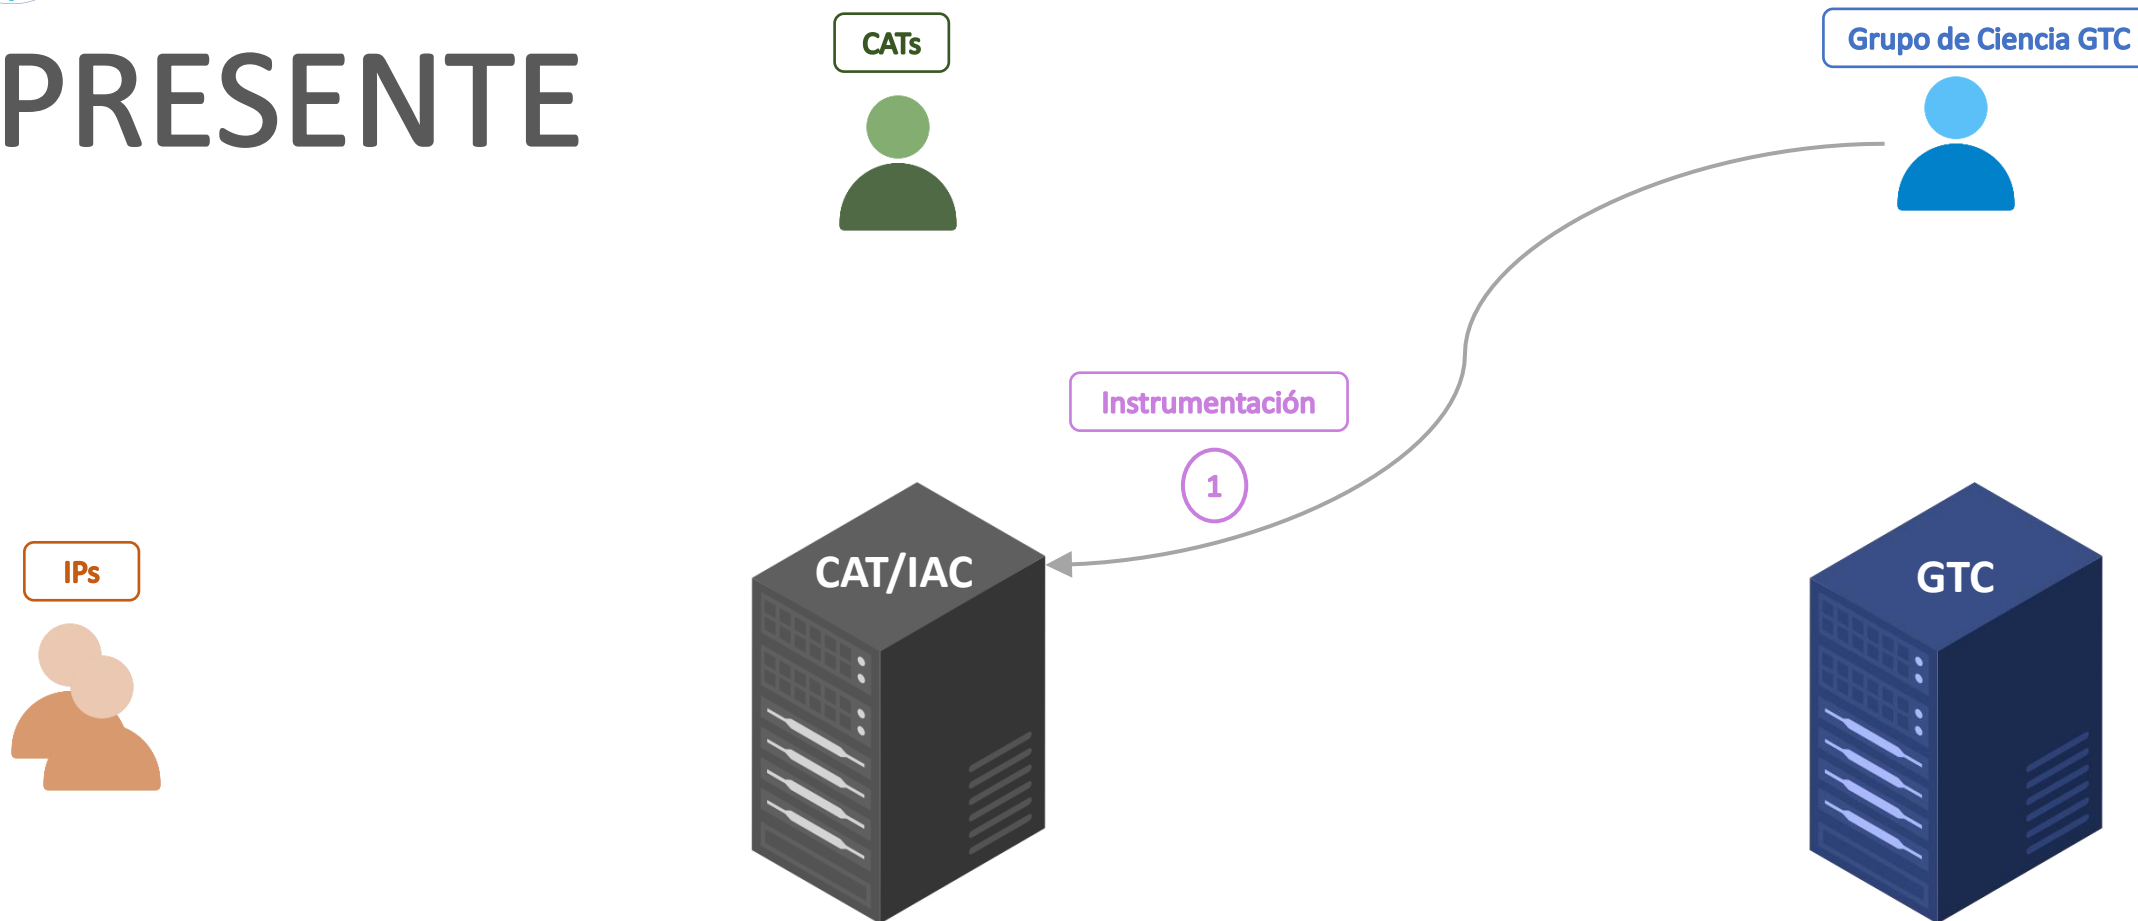 PRESENTE
CATs
Grupo de Ciencia GTC
Instrumentación
1
IPs
CAT/IAC
GTC